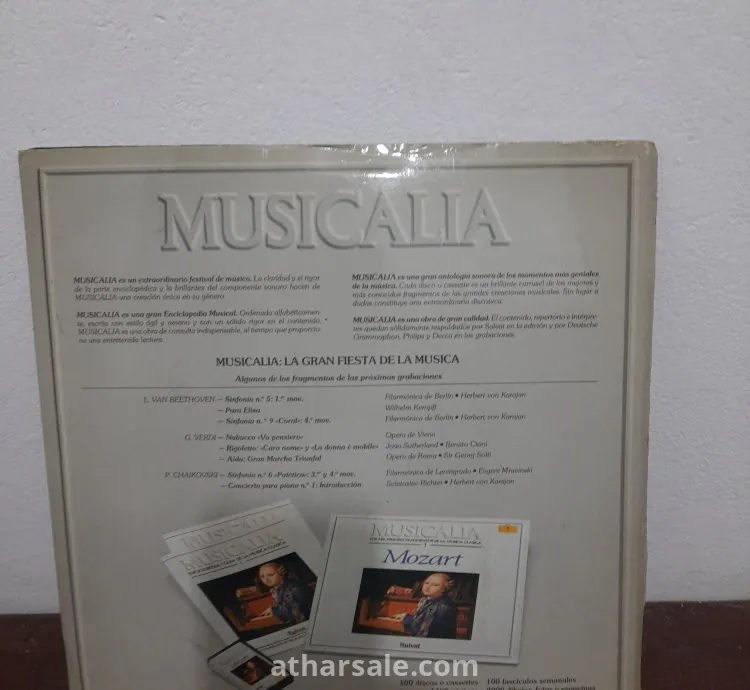 MUSICALIA
MUSICALIA es un extraordinario festival de música. La claridad y el rigor
de la parte enciclopédica y la brillantez del componente sonoro hacen de
MUSICALIA una creación única en su género
MUSICALIA es una gran Enciclopedia Musical. Ordenada alfabéticamen-
te, escrita con estilo ágil y ameno y con un sólido rigor en el contenido,
MUSICALIA es una obra de consulta indispensable, al tiempo que proporcio-
na una entretenida lectura
MUSICALIA es una gran antología sonora de los momentos más geniales
de la música. Cada disco o cassette es un brillante carrusel de los mejores y
más conocidos fragmentos de las grandes creaciones musicales. Sin lugar a
dudas constituye una extraordinaria discoteca.
MUSICALIA es una obra de gran calidad. El contenido, repertorio e intérpre-
tes quedan sólidamente respaldados por Salvat en la edición y por Deutsche
Grammophon, Philips y Decca en las grabaciones.
MUSICALIA: LA GRAN FIESTA DE LA MUSICA
Algunos de los fragmentos de las próximas grabaciones
L. VAN BEETHOVEN – Sinfonía n.º 5: 1.er mov. Filarmónica de Berlín • Herbert von Karajan
– Para Elisa Wilhelm Kempff
– Sinfonía n.º 9 «Coral»: 4.º mov. Filarmónica de Berlín • Herbert von Karajan
G. VERDI – Nabucco «Va pensiero» Opera de Viena
– Rigoletto: «Caro nome» y «La donna è mobile» Joan Sutherland • Renato Cioni
– Aida: Gran Marcha Triunfal Opera de Roma • Sir Georg Solti
P. CHAIKOVSKI – Sinfonía n.º 6 «Patética»: 3.er y 4.º mov. Filarmónica de Leningrado • Evgeni Mravinski
– Concierto para piano n.º 1: Introducción Sviatoslav Richter • Herbert von Karajan
MUSICALIA
MUSICALIA
Salvat
MUSICALIA
1
Mozart
Salvat
100 discos o cassettes
100 fascículos semanales
atharsale.com